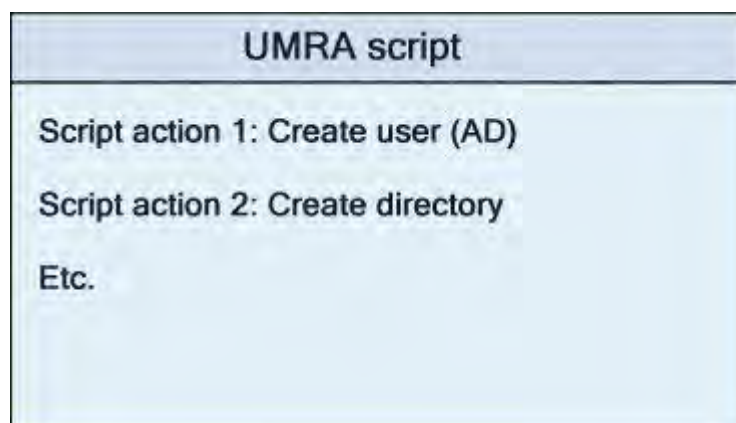 UMRA script
Script action 1: Create user (AD)
Script action 2: Create directory
Etc.